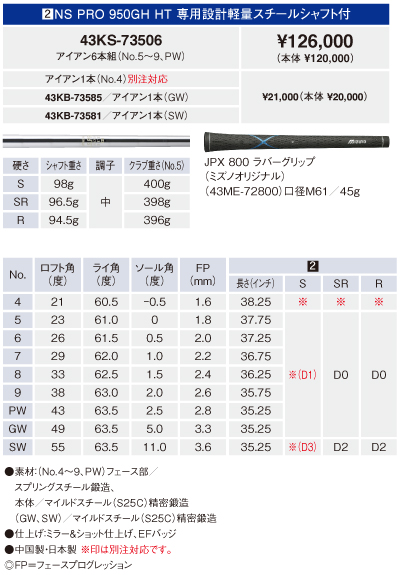 2 NS PRO 950GH HT 専用設計軽量スチールシャフト付
43KS-73506
アイアン6本組(No.5〜9、PW)
¥126,000
(本体 ¥120,000)
アイアン1本(No.4)別注対応
43KB-73585/アイアン1本(GW)
43KB-73581/アイアン1本(SW)
¥21,000(本体 ¥20,000)
硬さ シャフト重さ 調子 クラブ重さ(No.5)
S 98g 中 400g
SR 96.5g 398g
R 94.5g 396g
MIZUNO
JPX 800 ラバーグリップ
(ミズノオリジナル)
(43ME-72800)口径M61/45g
No. ロフト角(度) ライ角(度) ソール角(度) FP(mm) 2
長さ(インチ) S SR R
4 21 60.5 -0.5 1.6 38.25 ※ ※ ※
5 23 61.0 0 1.8 37.75
6 26 61.5 0.5 2.0 37.25
7 29 62.0 1.0 2.2 36.75
8 33 62.5 1.5 2.4 36.25 ※(D1) D0 D0
9 38 63.0 2.0 2.6 35.75
PW 43 63.5 2.5 2.8 35.25
GW 49 63.5 5.0 3.3 35.25
SW 55 63.5 11.0 3.6 35.25 ※(D3) D2 D2
●素材:(No.4〜9、PW)フェース部/
スプリングスチール鍛造、
本体/マイルドスチール(S25C)精密鍛造
(GW、SW)/マイルドスチール(S25C)精密鍛造
●仕上げ:ミラー&ショット仕上げ、EFバッジ
●中国製・日本製 ※印は別注対応です。
◎FP=フェースプログレッション